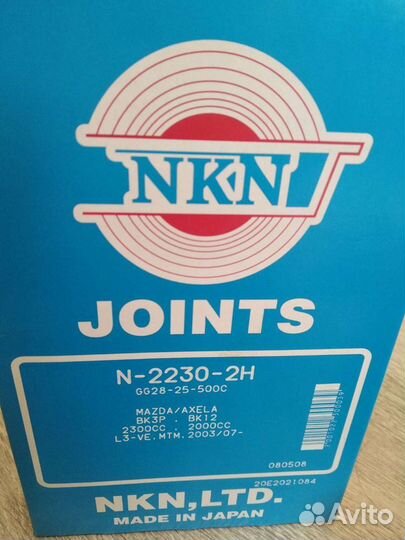 NKN
JOINTS
N-2230-2H
GG28-25-500C
MAZDA/AXELA
BK3P . BK12
2300CC . 2000CC
L3-VE.MTM.2003/07-
080508
20E2021084
NKN,LTD.
MADE IN JAPAN
Avito